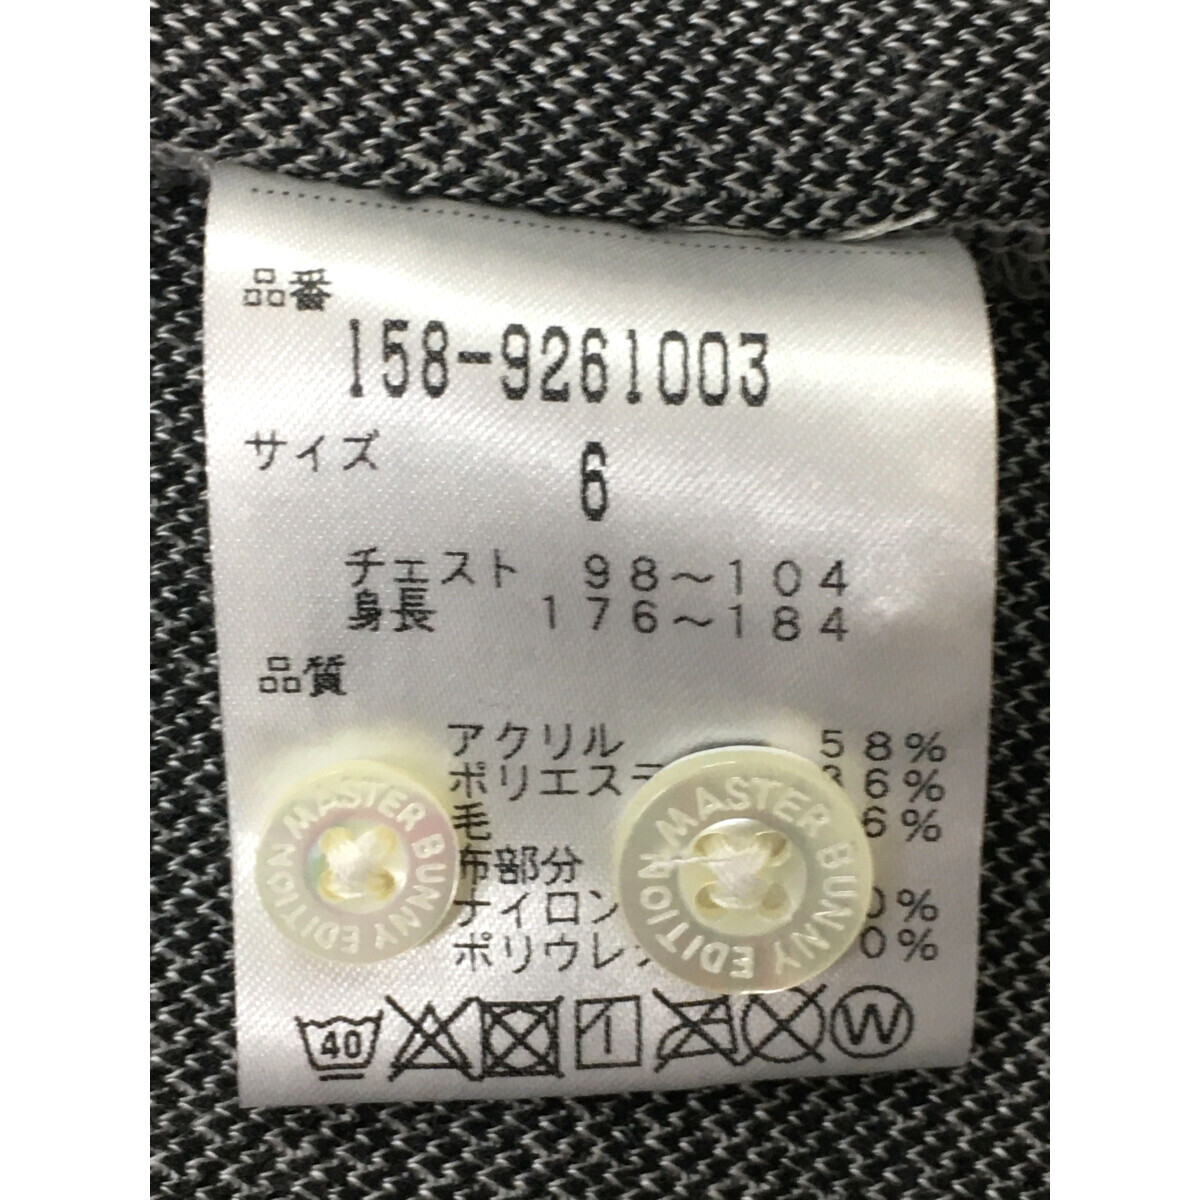 品番
158-9261003
サイズ
6
チェスト 98～104
身長 176～184
品質
アクリル 58%
ポリエステ 36%
毛 6%
布部分
ナイロン 0%
ポリウレ 0%
MASTER BUNNY EDITION
MASTER BUNNY EDITION
40
W